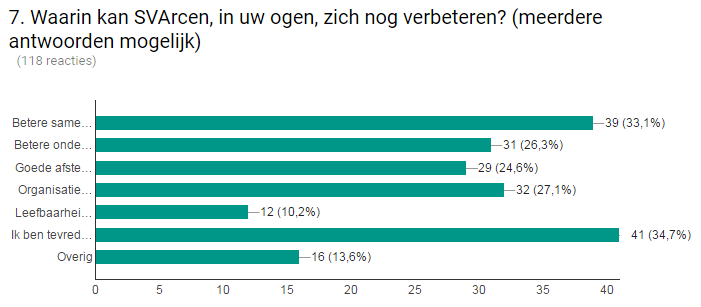 7. Waarin kan SVArcen, in uw ogen, zich nog verbeteren? (meerdere
antwoorden mogelijk)
(118 reacties)
Betere same... 39 (33,1%)
Betere onde... 31 (26,3%)
Goede afste... 29 (24,6%)
Organisatie... 32 (27,1%)
Leefbaarhei... 12 (10,2%)
Ik ben tevred... 41 (34,7%)
Overig 16 (13,6%)
0 5 10 15 20 25 30 35 40